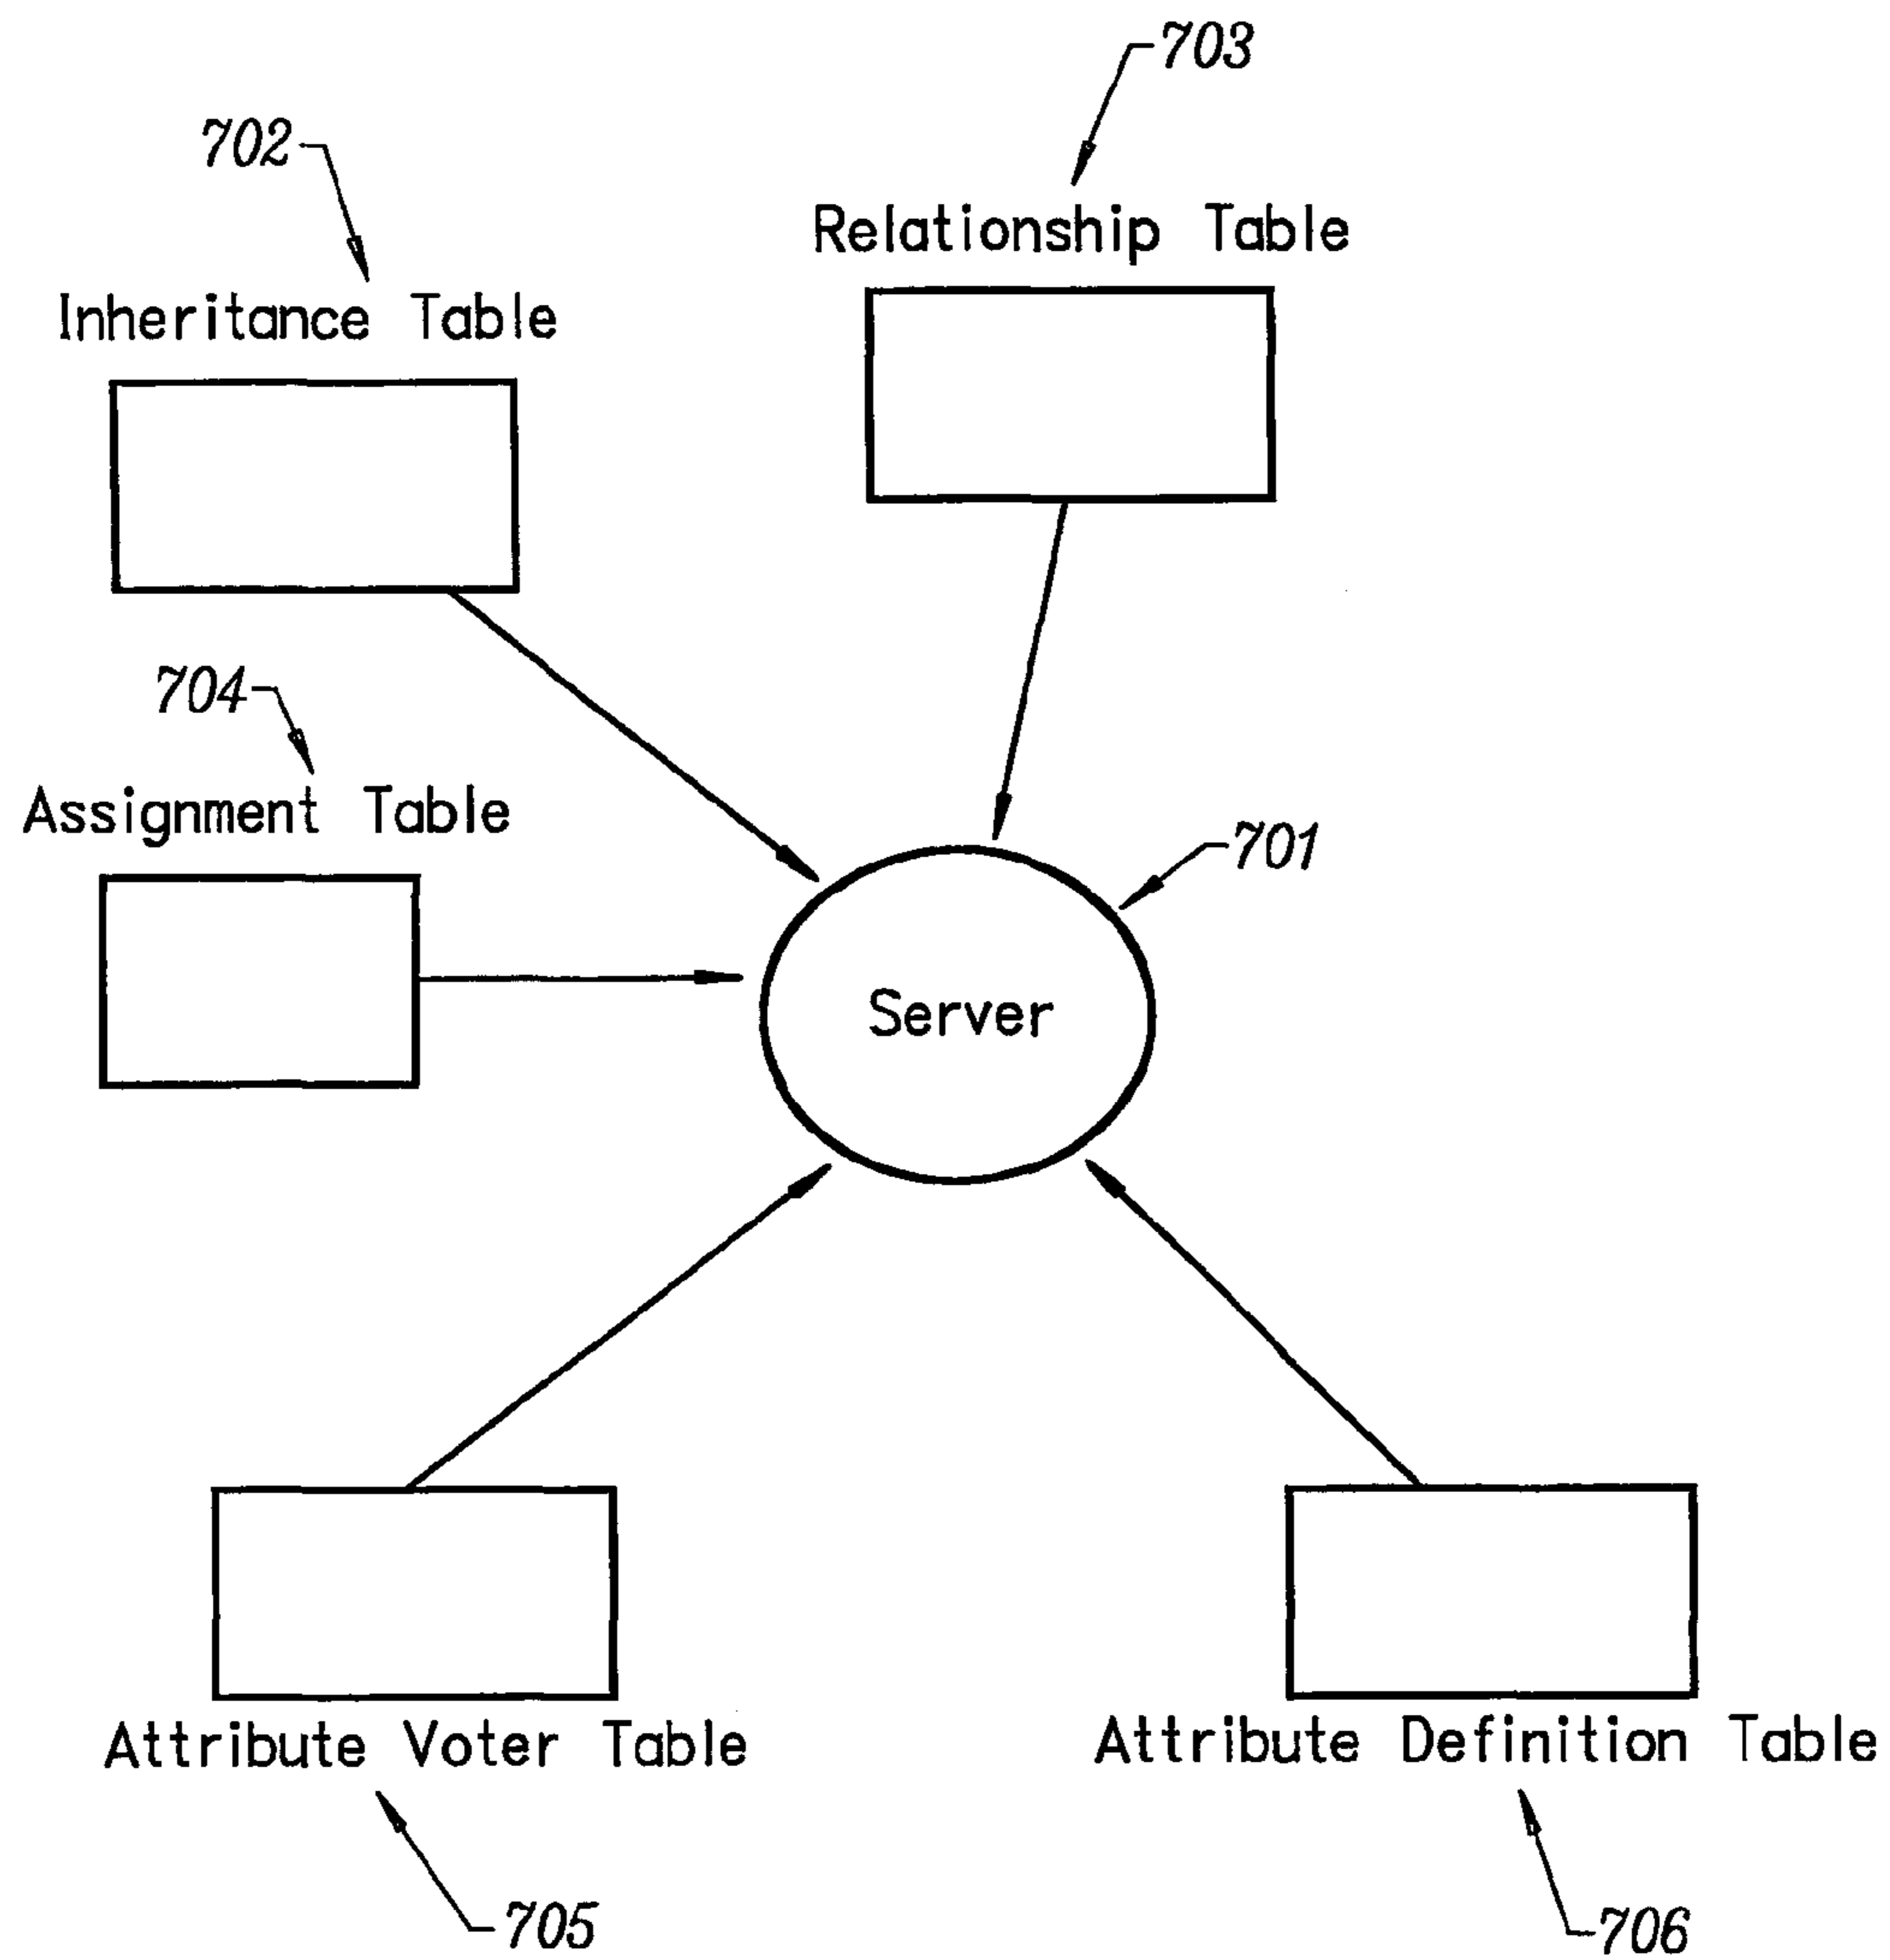 703
702
Relationship Table
Inheritance Table
704
Assignment Table
701
Server
Attribute Voter Table
Attribute Definition Table
705
706